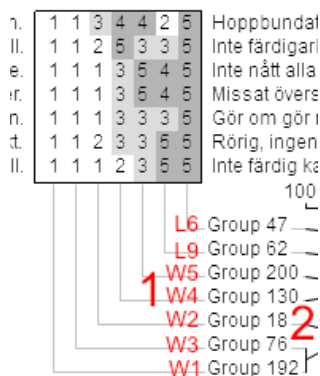 n. 1 1 3 4 4 2 5 Hoppbundat
ll. 1 1 2 5 3 3 5 Inte färdigarl
e. 1 1 1 3 5 4 5 Inte nått alla
r. 1 1 1 3 5 4 5 Missat övers
n. 1 1 1 3 3 3 5 Gör om gör r
t. 1 1 2 3 3 5 5 Rörig, ingen
ll. 1 1 1 2 3 5 5 Inte färdig ka
100
L6 Group 47
L9 Group 62
W5 Group 200
1 W4 Group 130
W2 Group 18 2
W3 Group 76
W1 Group 192